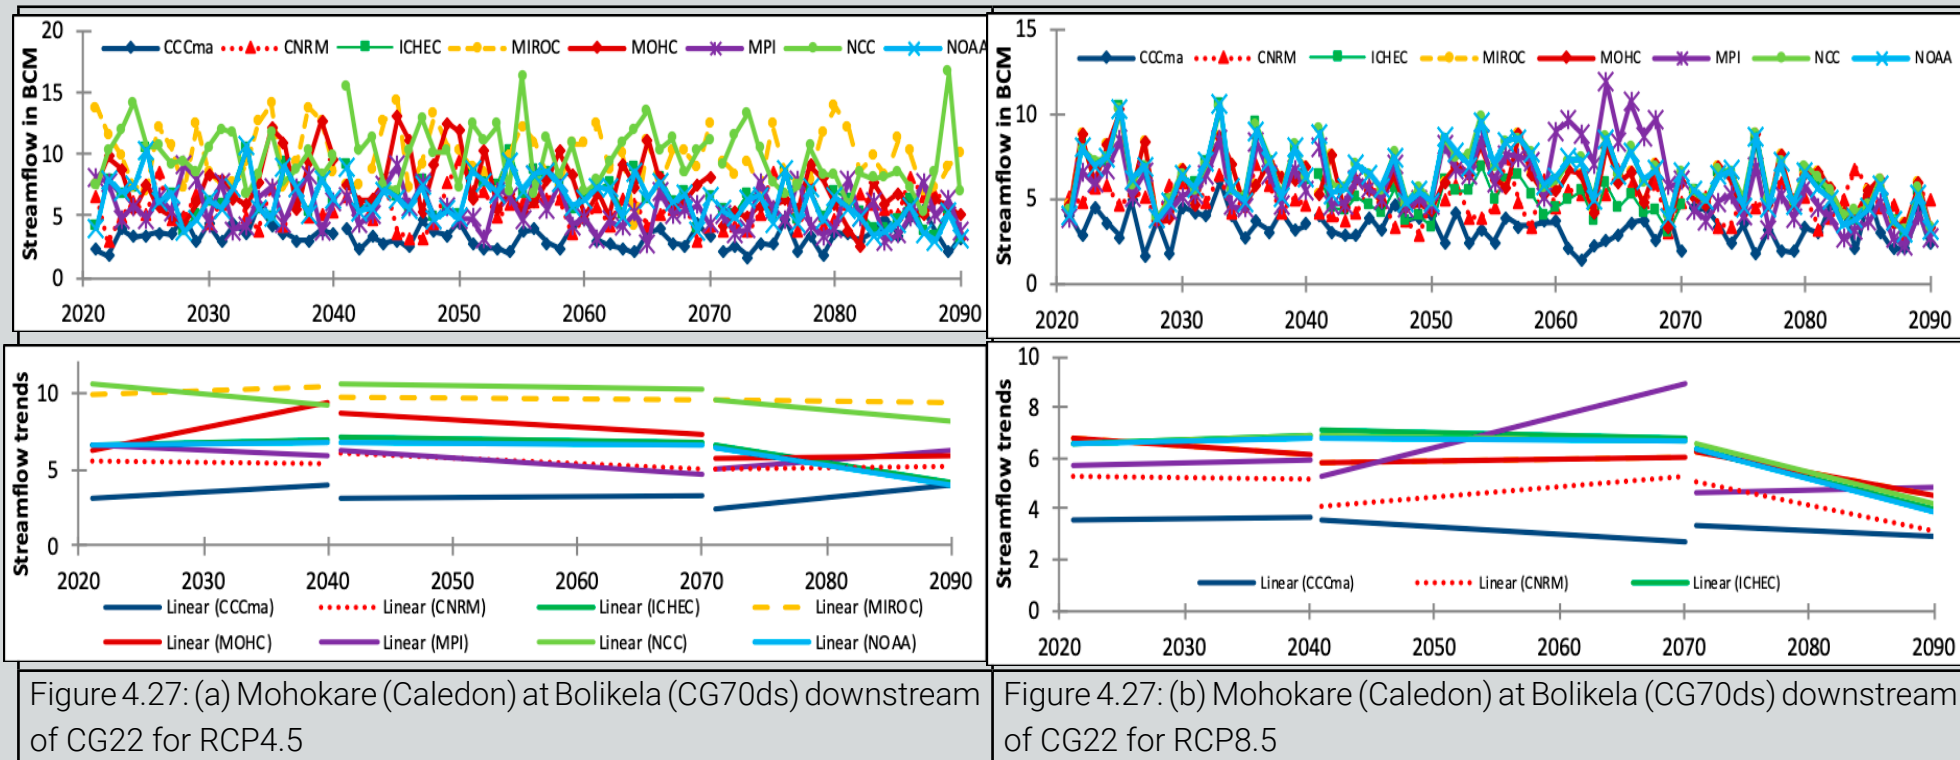 Streamflow in BCM
20
15
10
5
0
CCCma CNRM ICHEC MIROC MOHC MPI NCC NOAA
2020 2030 2040 2050 2060 2070 2080 2090
Streamflow in BCM
15
10
5
0
CCCma CNRM ICHEC MIROC MOHC MPI NCC NOAA
2020 2030 2040 2050 2060 2070 2080 2090
Streamflow trends
10
5
0
2020 2030 2040 2050 2060 2070 2080 2090
Linear (CCCma) Linear (CNRM) Linear (ICHEC) Linear (MIROC)
Linear (MOHC) Linear (MPI) Linear (NCC) Linear (NOAA)
Streamflow trends
10
8
6
4
2
0
Linear (CCCma) Linear (CNRM) Linear (ICHEC)
2020 2030 2040 2050 2060 2070 2080 2090
Figure 4.27: (a) Mohokare (Caledon) at Bolikela (CG70ds) downstream
of CG22 for RCP4.5
Figure 4.27: (b) Mohokare (Caledon) at Bolikela (CG70ds) downstream
of CG22 for RCP8.5